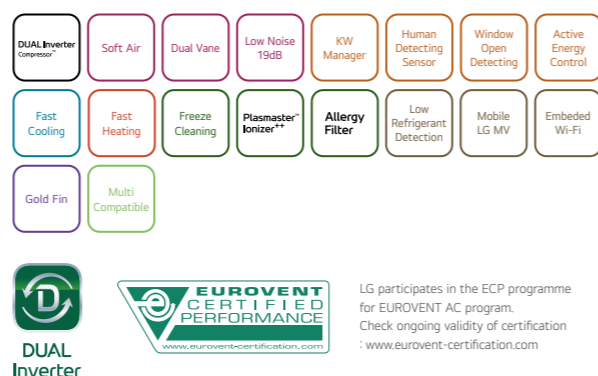 DUAL Inverter
Compressor™
Soft Air
Dual Vane
Low Noise
19dB
KW
Manager
Human
Detecting
Sensor
Window
Open
Detecting
Active
Energy
Control
Fast
Cooling
Fast
Heating
Freeze
Cleaning
Plasmaster™
Ionizer⁺⁺
Allergy
Filter
Low
Refrigerant
Detection
Mobile
LG MV
Embeded
Wi-Fi
Gold Fin
Multi
Compatible
D
DUAL
Inverter
e
EUROVENT
CERTIFIED
PERFORMANCE
www.eurovent-certification.com
LG participates in the ECP programme
for EUROVENT AC program.
Check ongoing validity of certification
: www.eurovent-certification.com